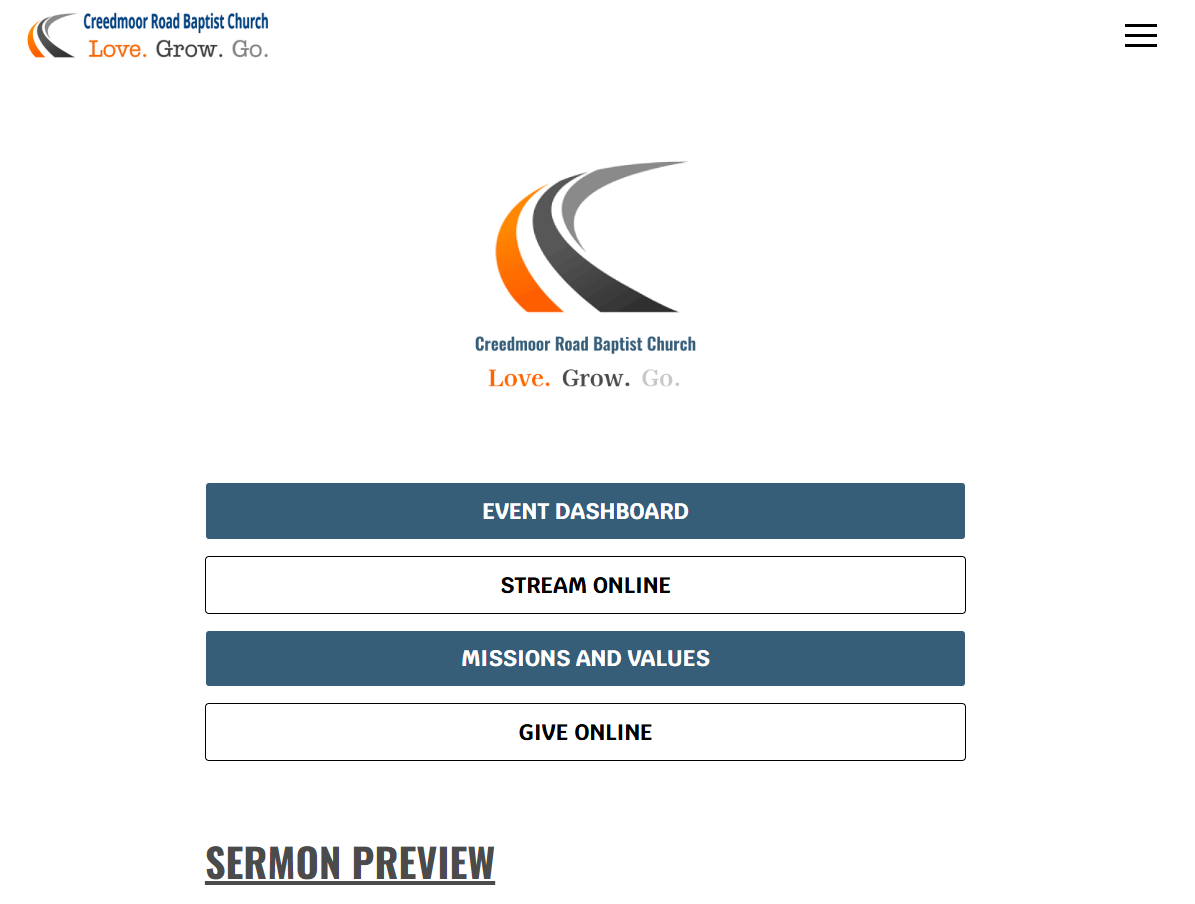 Creedmoor Road Baptist Church
Love. Grow. Go.
Creedmoor Road Baptist Church
Love. Grow. Go.
EVENT DASHBOARD
STREAM ONLINE
MISSIONS AND VALUES
GIVE ONLINE
SERMON PREVIEW